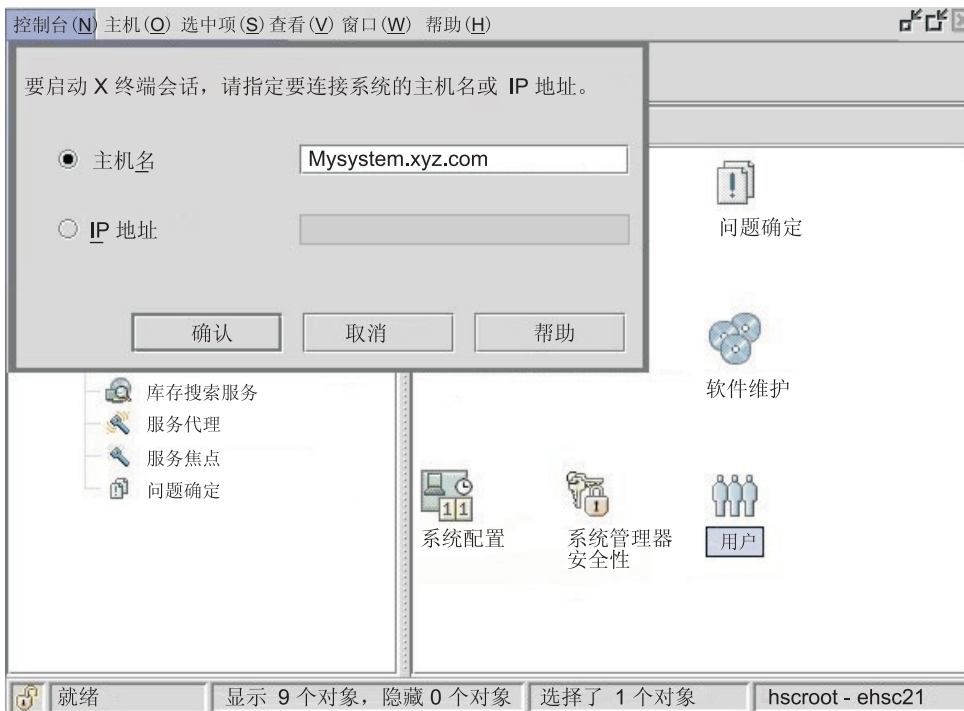 控制台(N) 主机(O) 选中项(S) 查看(V) 窗口(W) 帮助(H)
要启动 X 终端会话，请指定要连接系统的主机名或 IP 地址。
主机名
Mysystem.xyz.com
IP 地址
确认 取消 帮助
问题确定
软件维护
库存搜索服务
服务代理
服务焦点
问题确定
11
系统配置
系统管理器
安全性
用户
就绪 显示 9 个对象，隐藏 0 个对象 选择了 1 个对象 hscroot - ehsc21